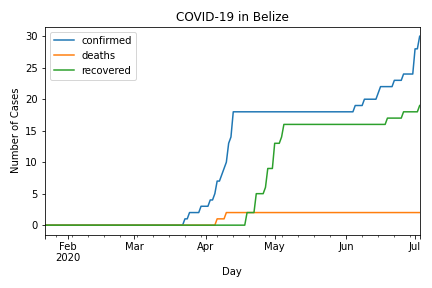 COVID-19 in Belize
confirmed
deaths
recovered
Number of Cases
30
25
20
15
10
5
0
Feb
2020
Mar
Apr
May
Jun
Jul
Day